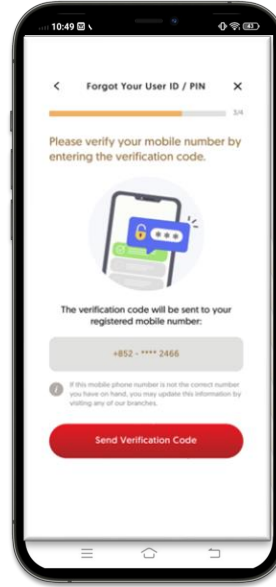 10:49
Forgot Your User ID / PIN
3/4
Please verify your mobile number by
entering the verification code.
The verification code will be sent to your
registered mobile number:
+852 - **** 2466
If this mobile phone number is not the correct number
you have on hand, you may update this information by
visiting any of our branches.
Send Verification Code